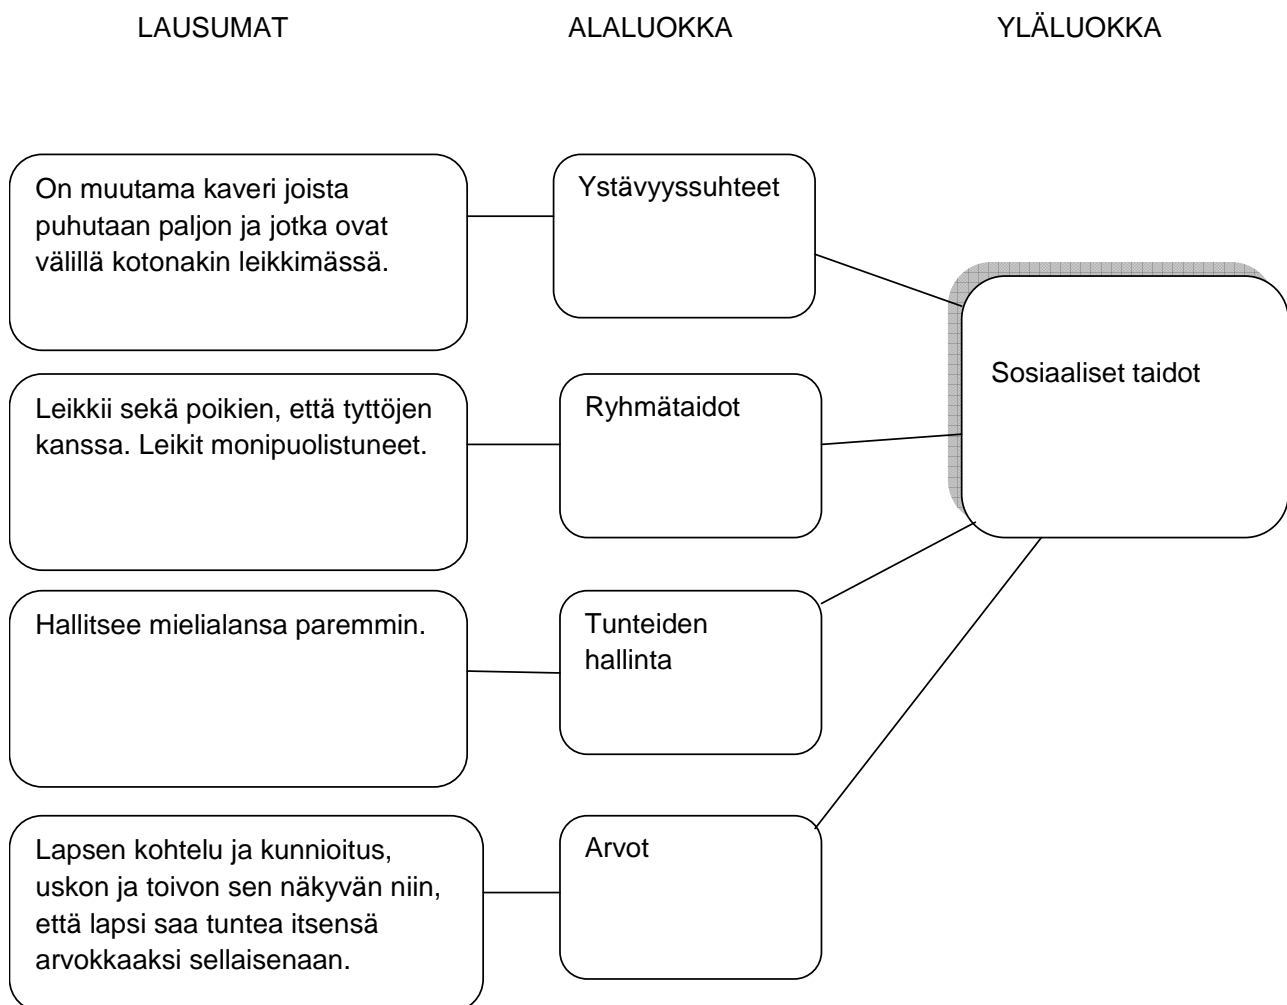 LAUSUMAT
ALALUOKKA
YLÄLUOKKA
On muutama kaveri joista
puhutaan paljon ja jotka ovat
välillä kotonakin leikkimässä.
Ystävyyssuhteet
Sosiaaliset taidot
Leikkii sekä poikien, että tyttöjen
kanssa. Leikit monipuolistuneet.
Ryhmätaidot
Hallitsee mielialansa paremmin.
Tunteiden
hallinta
Lapsen kohtelu ja kunnioitus,
uskon ja toivon sen näkyvän niin,
että lapsi saa tuntea itsensä
arvokkaaksi sellaisenaan.
Arvot